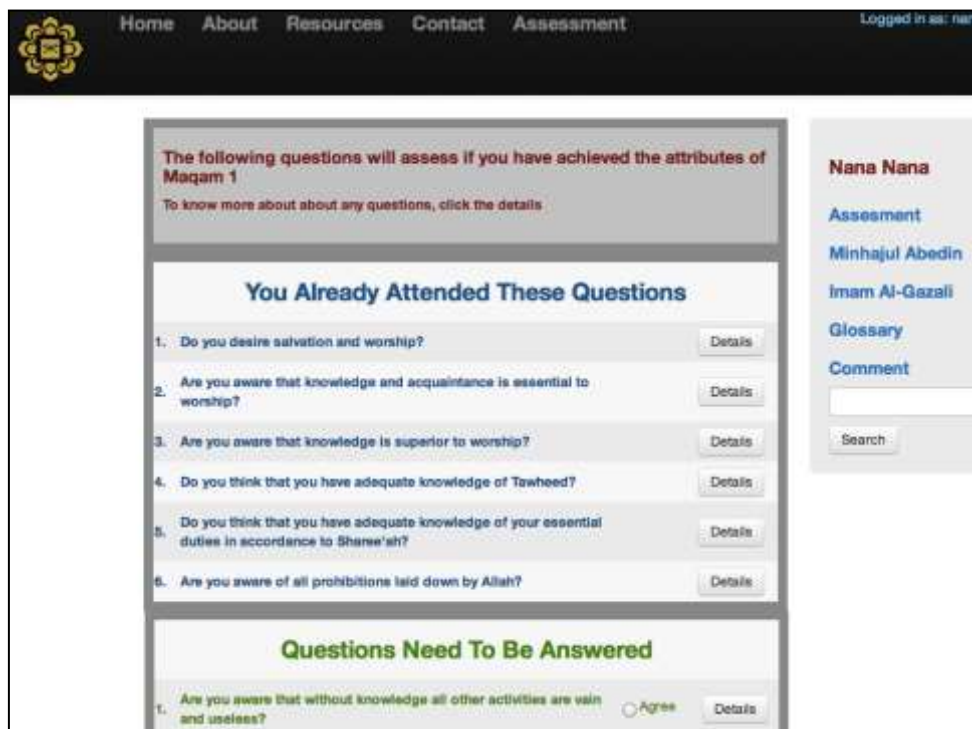 Home About Resources Contact Assessment
Logged in as: nan
The following questions will assess if you have achieved the attributes of
Maqam 1
To know more about about any questions, click the details
You Already Attended These Questions
1. Do you desire salvation and worship? Details
2. Are you aware that knowledge and acquaintance is essential to
worship? Details
3. Are you aware that knowledge is superior to worship? Details
4. Do you think that you have adequate knowledge of Tawheed? Details
5. Do you think that you have adequate knowledge of your essential
duties in accordance to Sharee'ah? Details
6. Are you aware of all prohibitions laid down by Allah? Details
Questions Need To Be Answered
1. Are you aware that without knowledge all other activities are vain
and useless? Agree Details
Nana Nana
Assesment
Minhajul Abedin
Imam Al-Gazali
Glossary
Comment
Search